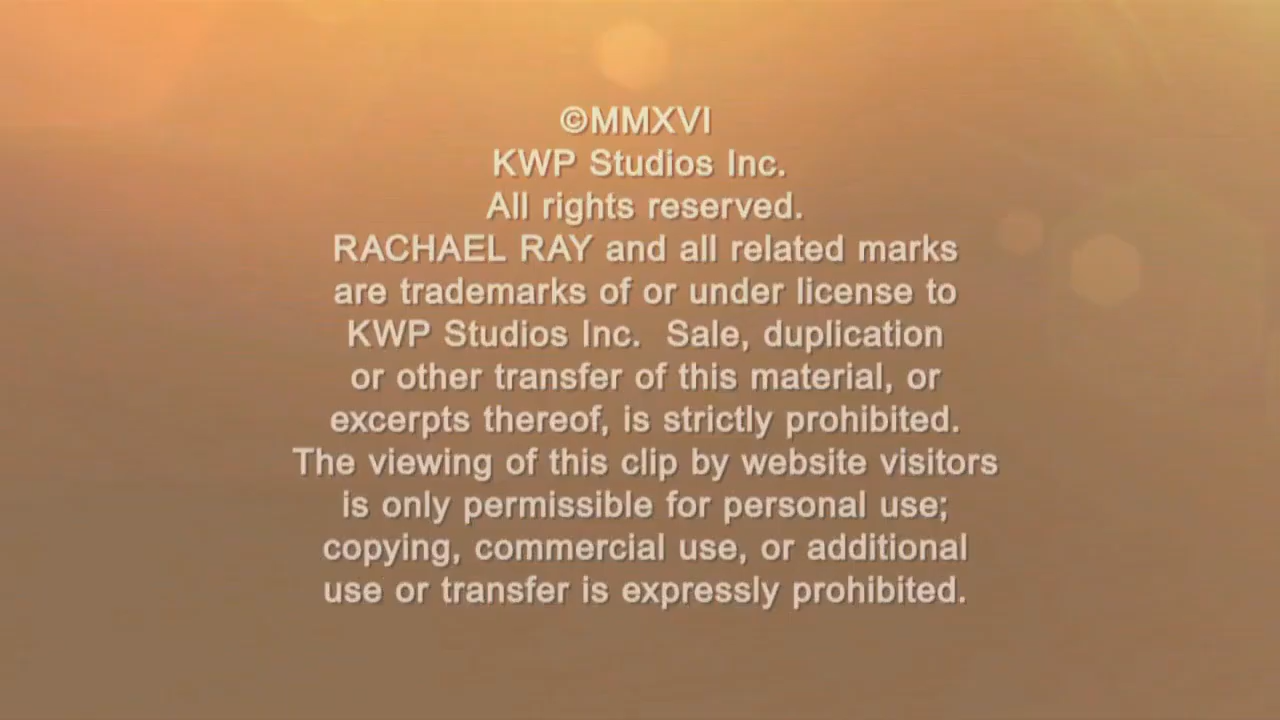 ©MMXVI
KWP Studios Inc.
All rights reserved.
RACHAEL RAY and all related marks
are trademarks of or under license to
KWP Studios Inc.  Sale, duplication
or other transfer of this material, or
excerpts thereof, is strictly prohibited.
The viewing of this clip by website visitors
is only permissible for personal use;
copying, commercial use, or additional
use or transfer is expressly prohibited.